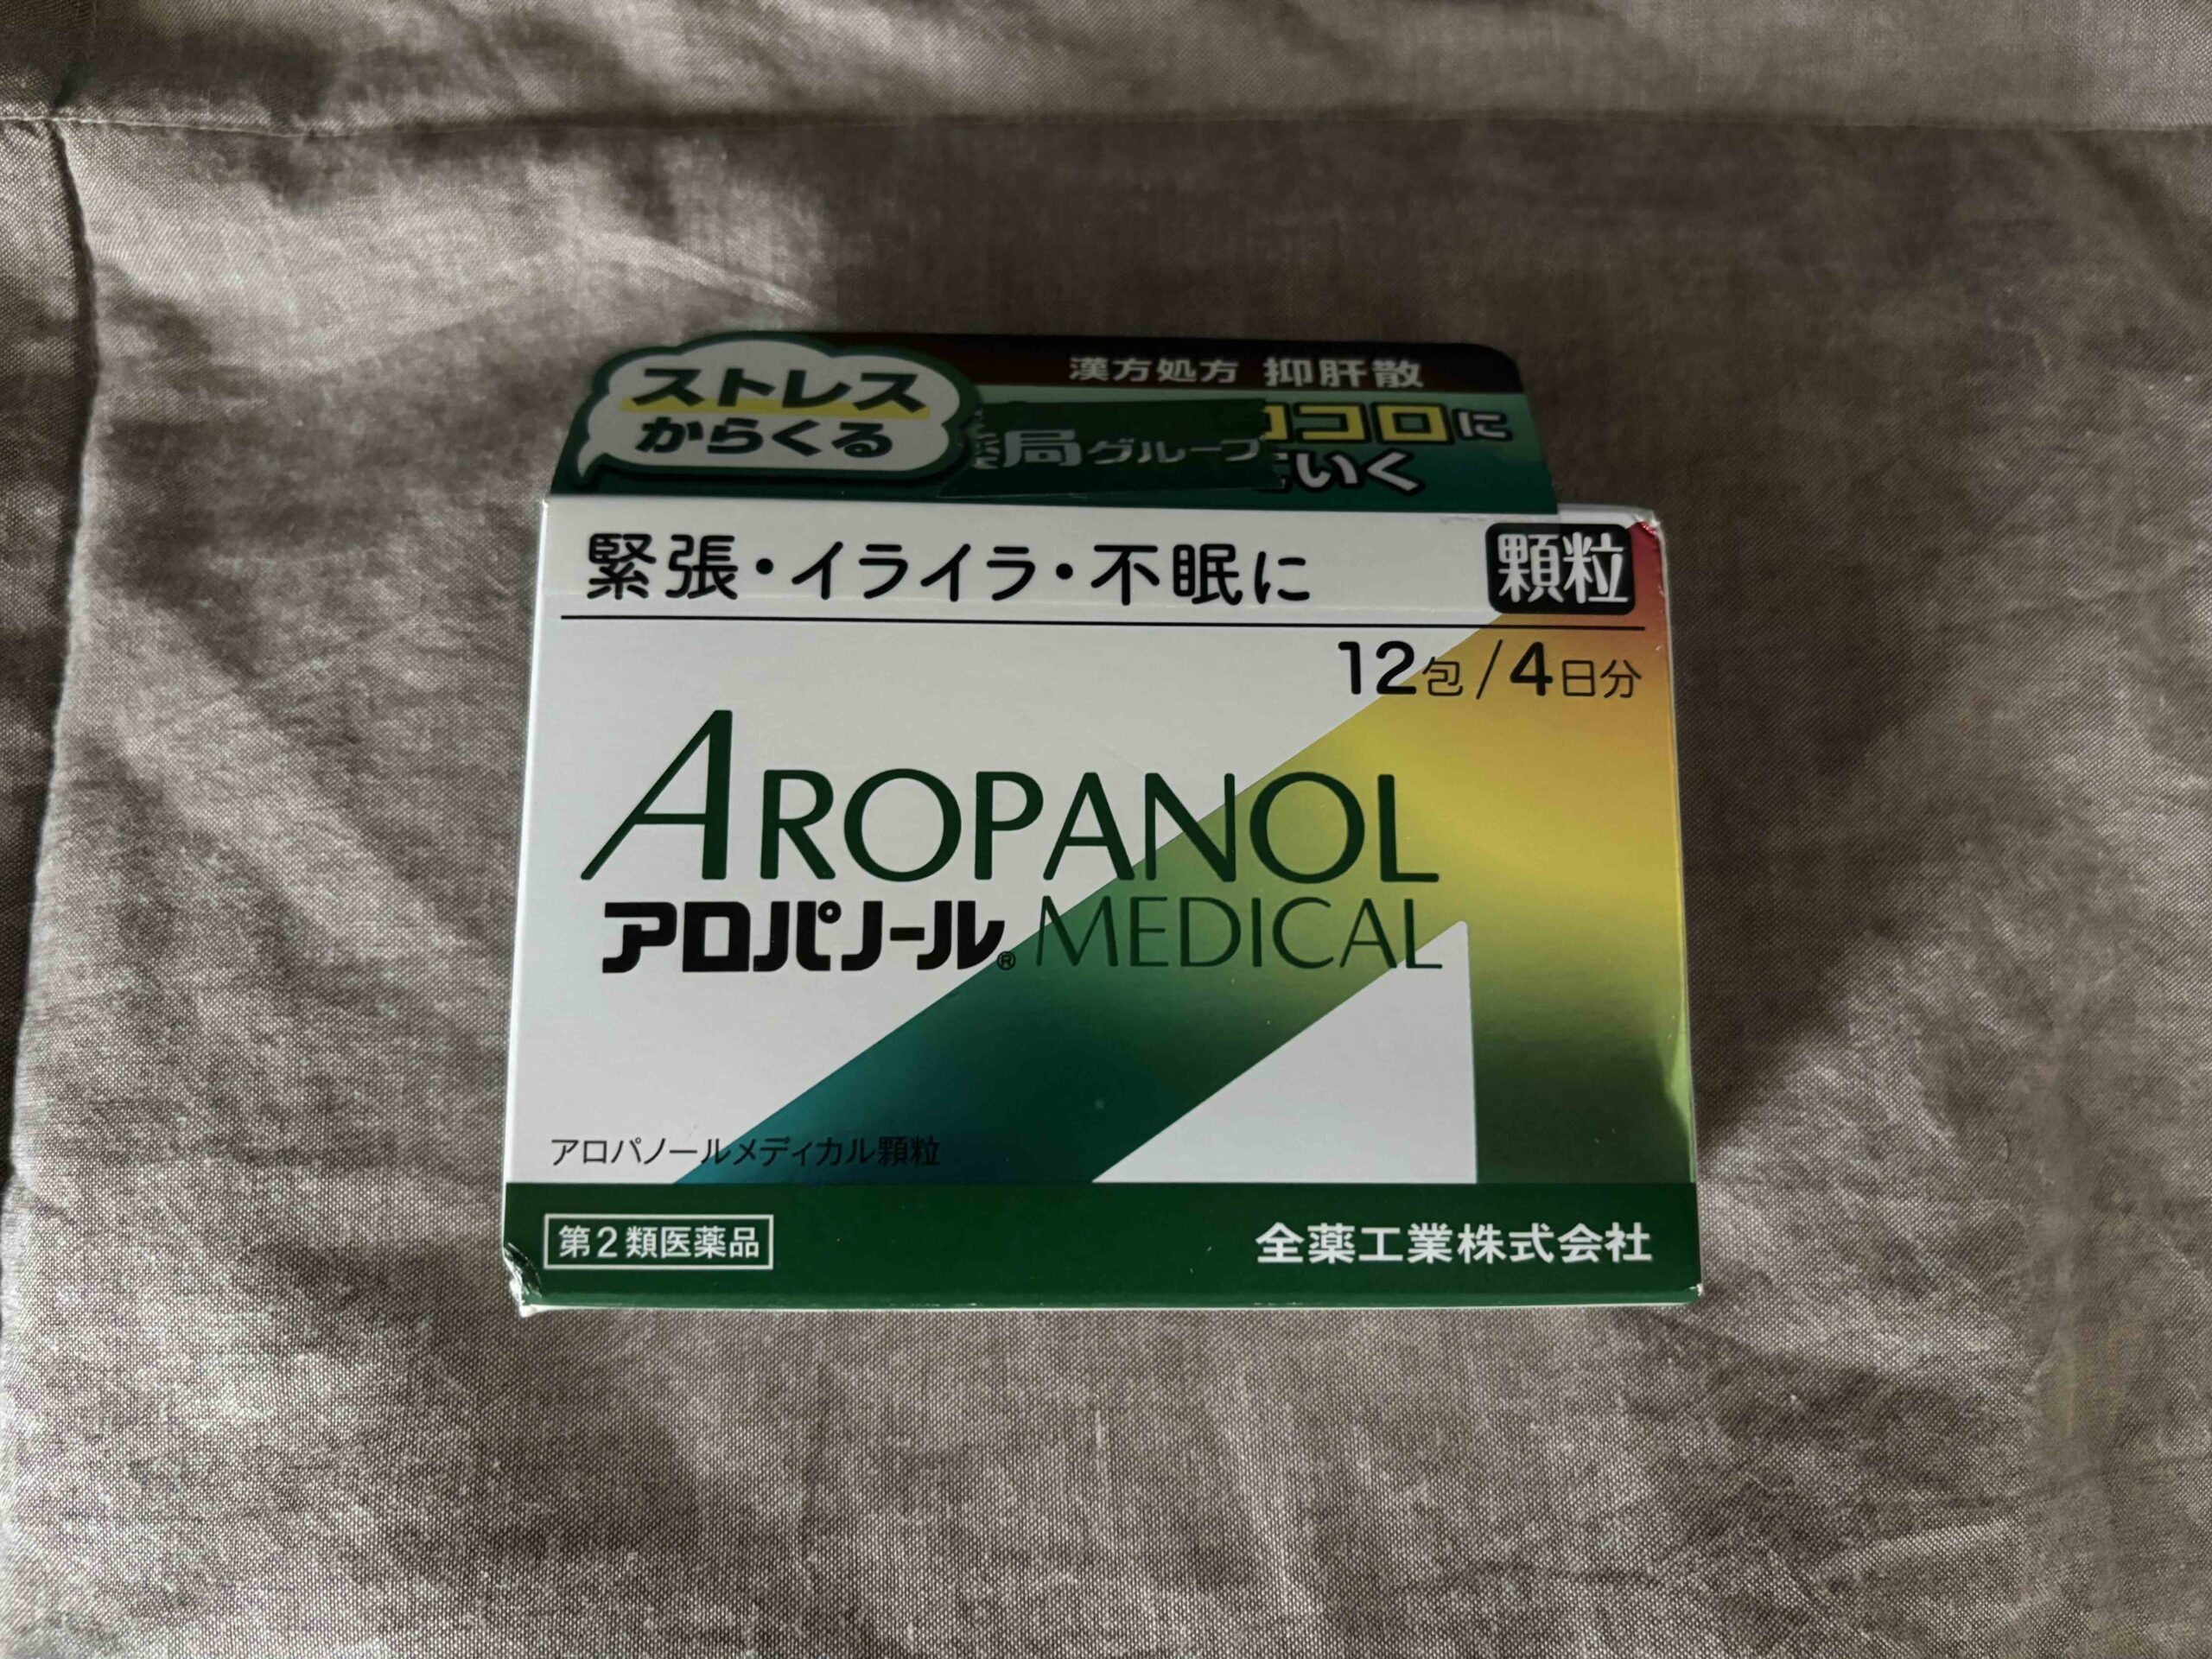 ストレス
からくる
漢方処方 抑肝散
局グループ
ココロに
いく
緊張・イライラ・不眠に
顆粒
12包/4日分
AROPANOL
アロパノール® MEDICAL
アロパノールメディカル顆粒
第2類医薬品
全薬工業株式会社